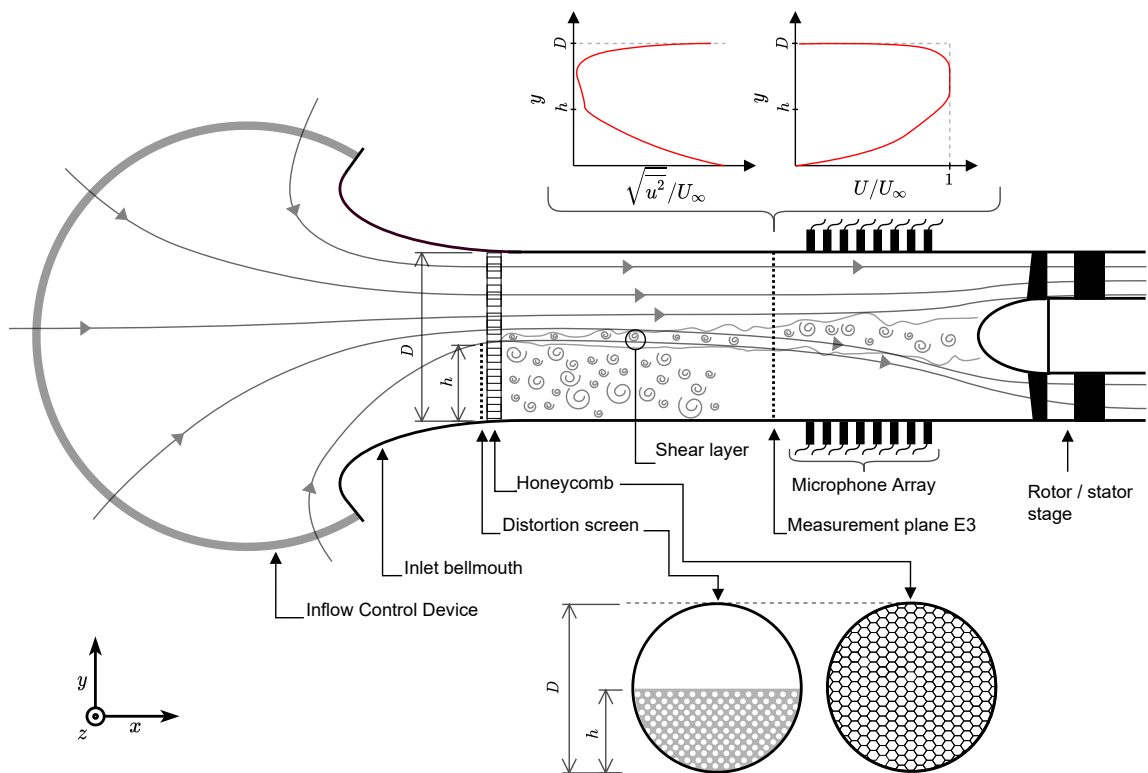 D
y
h
√u̅²̅/U∞
D
y
h
U/U∞
1
D
h
Shear layer
Microphone Array
Rotor / stator
stage
Honeycomb
Distortion screen
Measurement plane E3
Inlet bellmouth
Inflow Control Device
D
h
y
z
x